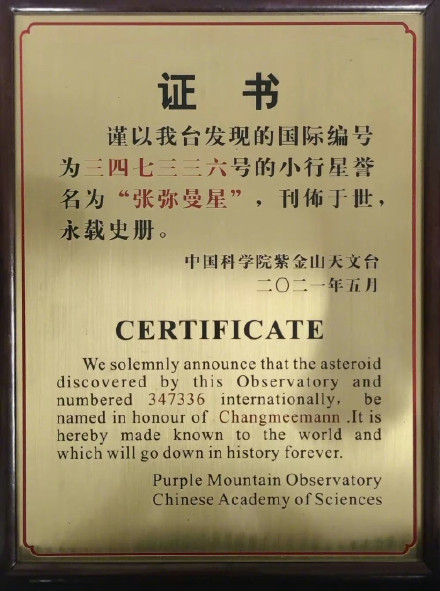 证 书
谨以我台发现的国际编号
为三四七三三六号的小行星誉
名为“张弥曼星”，刊佈于世，
永载史册。
中国科学院紫金山天文台
二〇二一年五月
CERTIFICATE
We solemnly announce that the asteroid
discovered by this Observatory and
numbered 347336 internationally, be
named in honour of Changmeemann .It is
hereby made known to the world and
which will go down in history forever.
Purple Mountain Observatory
Chinese Academy of Sciences